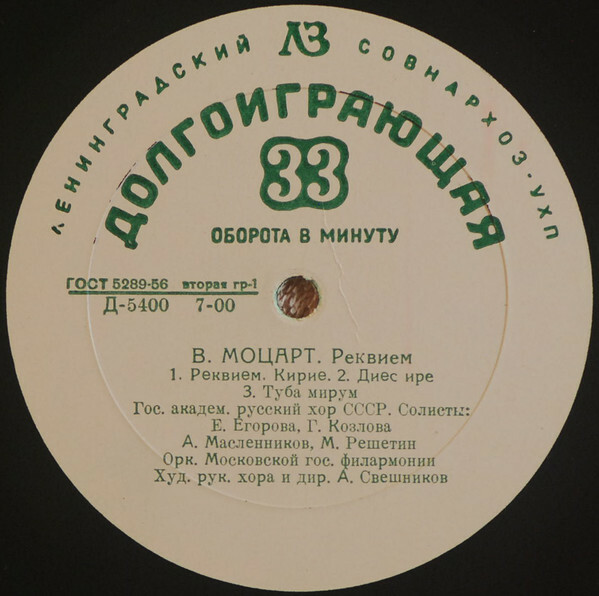 ЛЕНИНГРАДСКИЙ ЛЗ СОВНАРХОЗ-УХП
ДОЛГОИГРАЮЩАЯ
33
ОБОРОТА В МИНУТУ
ГОСТ 5289-56 вторая гр-1
Д-5400 7-00
В. МОЦАРТ. Реквием
1. Реквием. Кирие. 2. Диес ире
3. Туба мирум
Гос. академ. русский хор СССР. Солисты:
Е. Егорова, Г. Козлова
А. Масленников, М. Решетин
Орк. Московской гос. филармонии
Худ. рук. хора и дир. А. Свешников